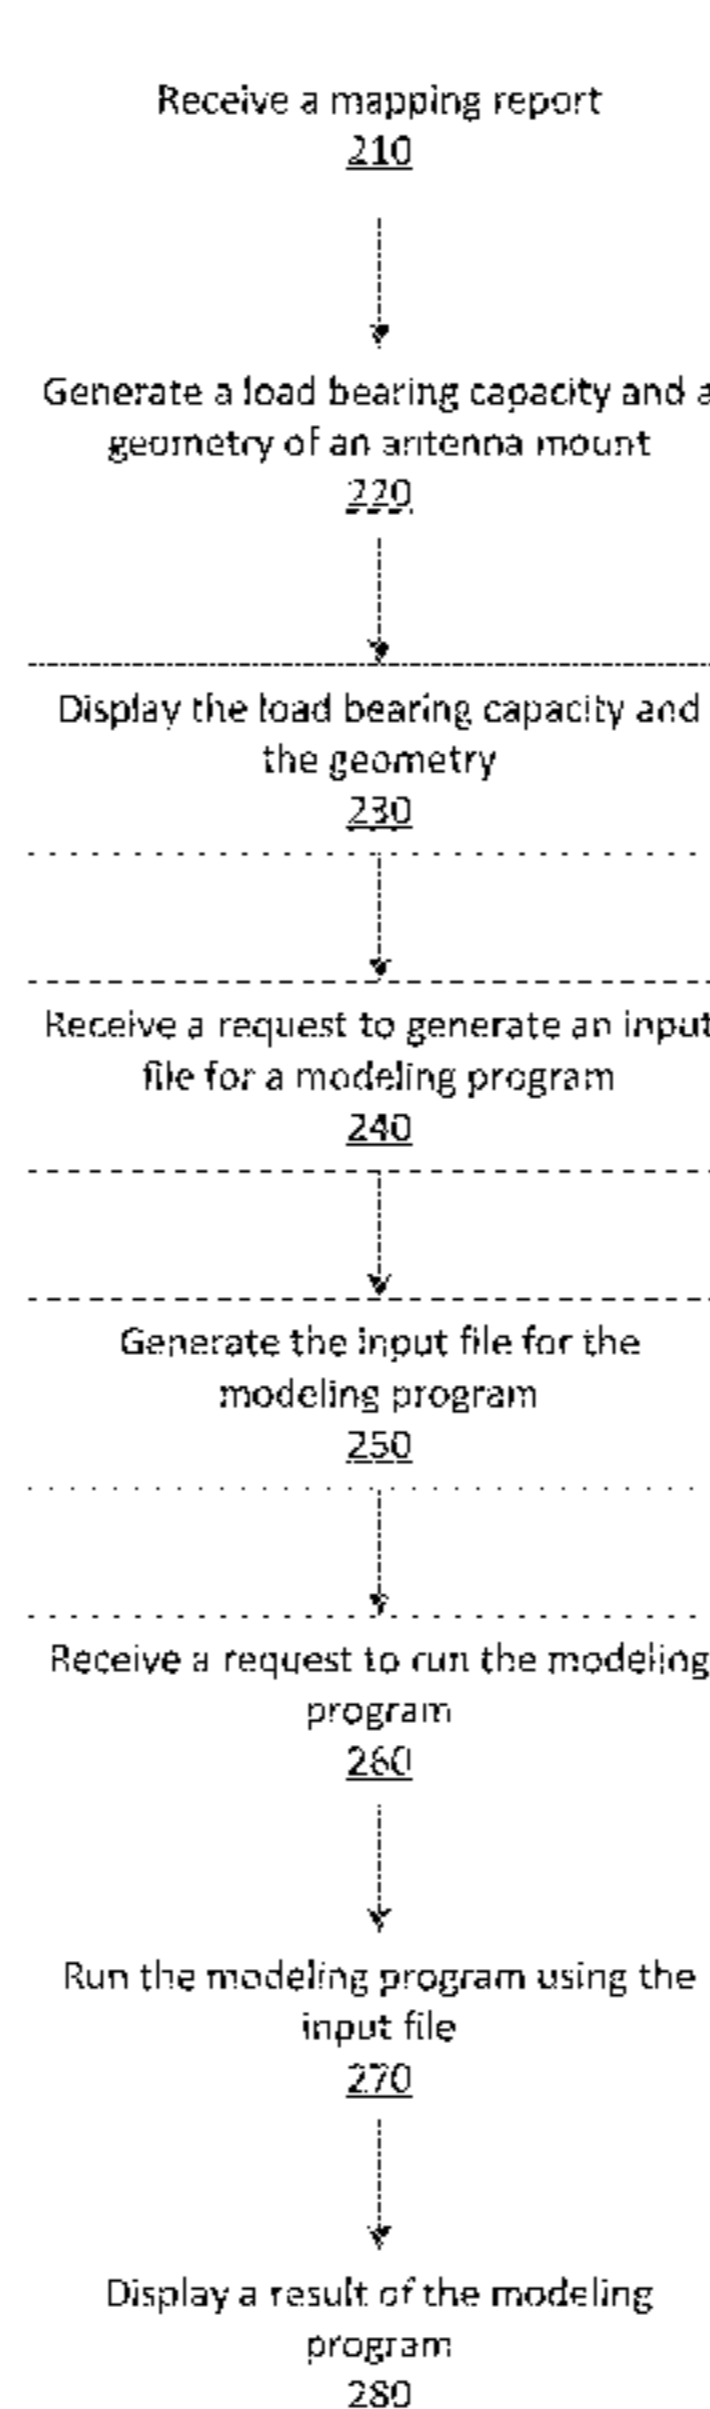 Receive a mapping report
210
Generate a load bearing capacity and a
geometry of an antenna mount
220
Display the load bearing capacity and
the geometry
230
Receive a request to generate an input
file for a modeling program
240
Generate the input file for the
modeling program
250
Receive a request to run the modeling
program
260
Run the modeling program using the
input file
270
Display a result of the modeling
program
280